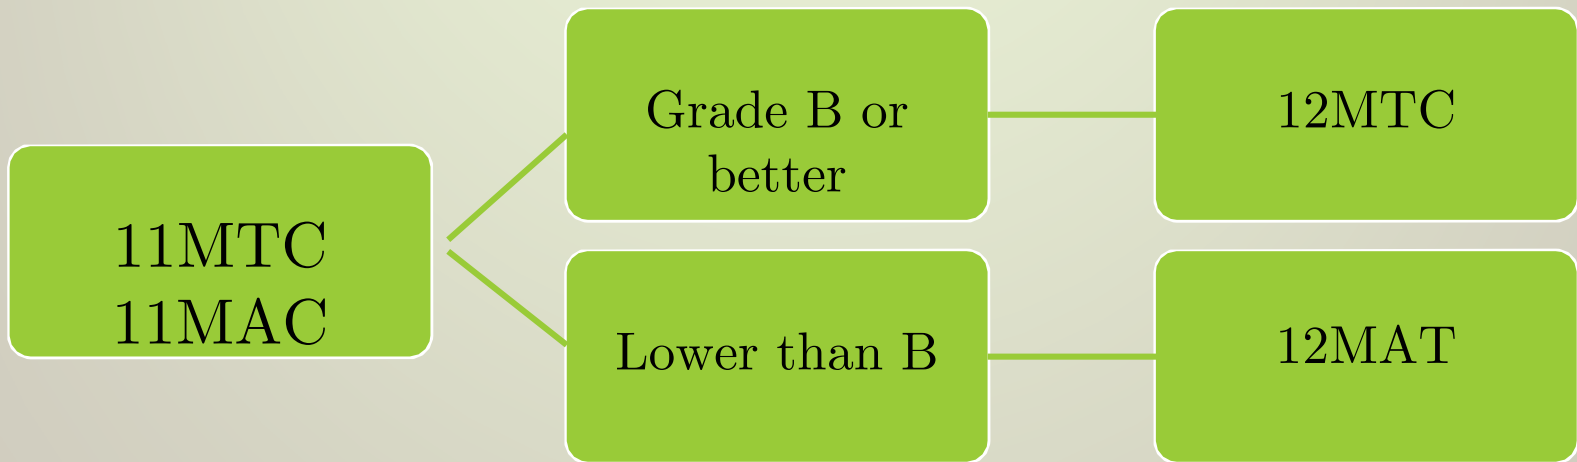 11MTC
11MAC
Grade B or
better
12MTC
Lower than B
12MAT